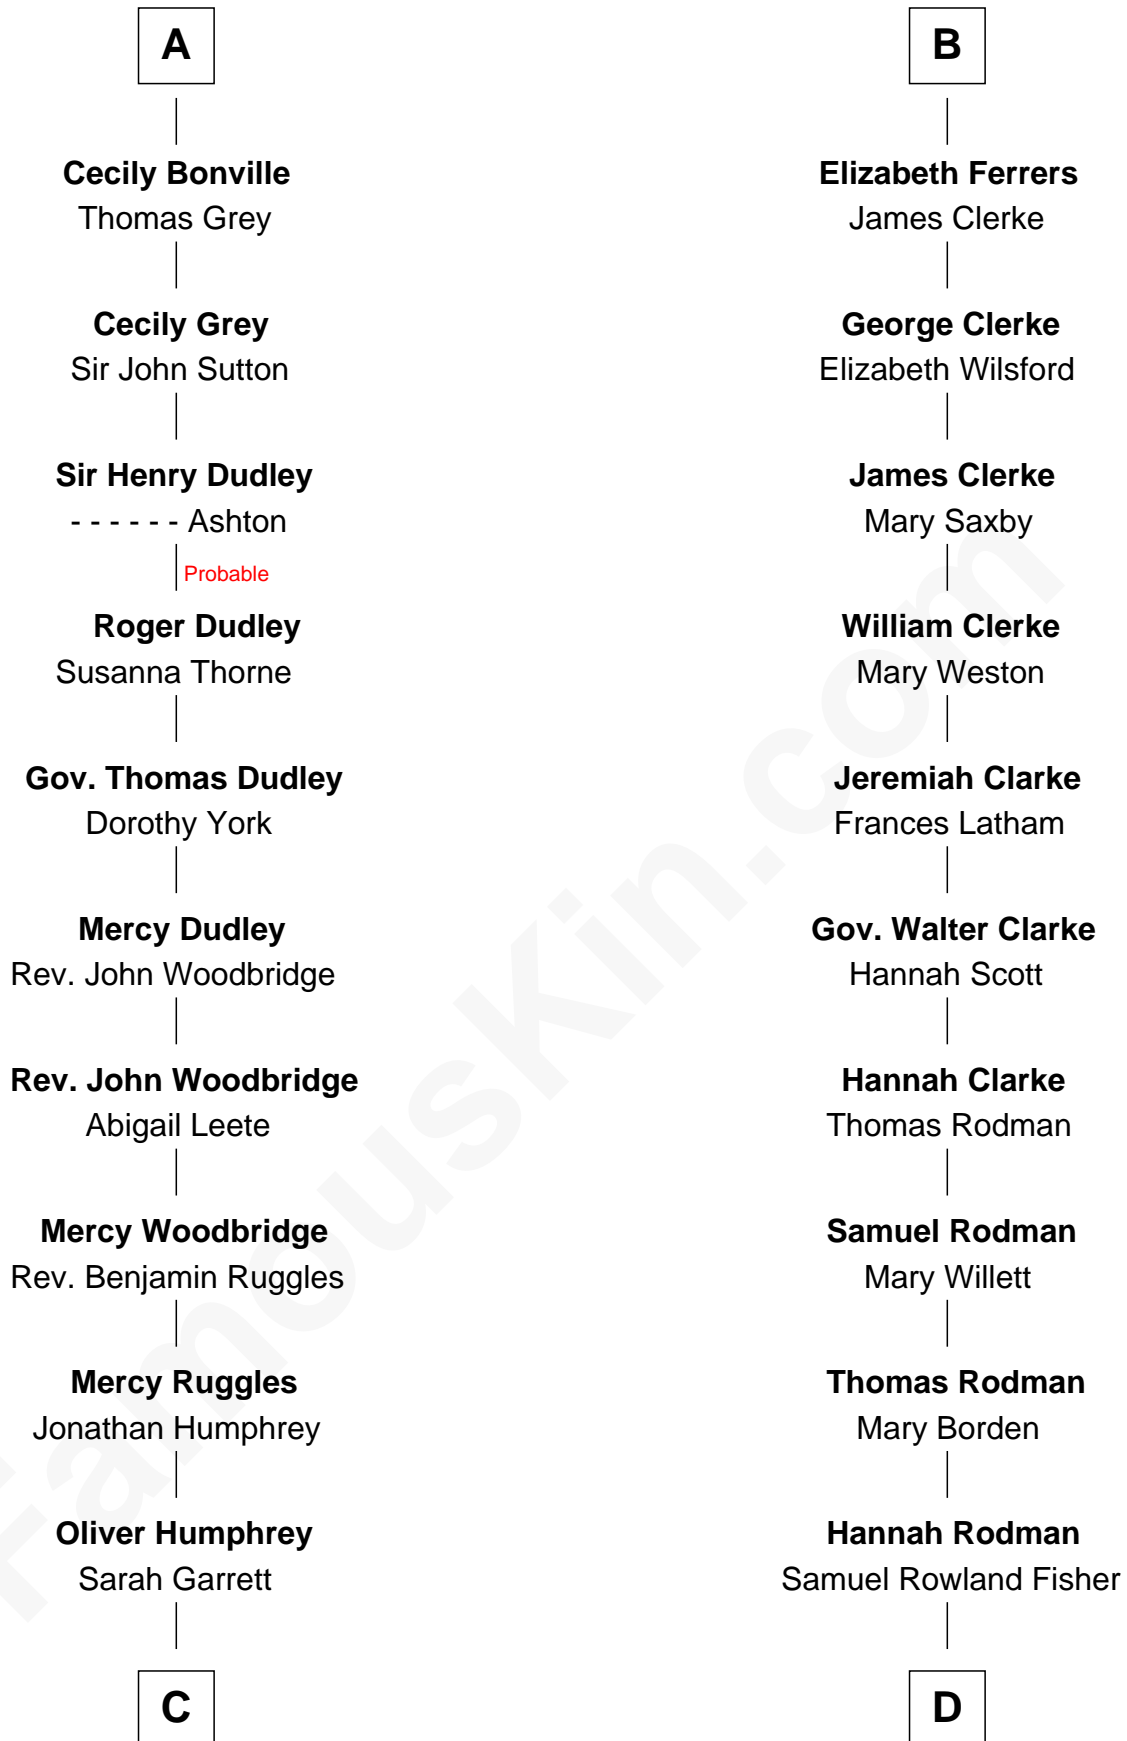 A
Cecily Bonville
Thomas Grey
Cecily Grey
Sir John Sutton
Sir Henry Dudley
- - - - - - Ashton
Probable
Roger Dudley
Susanna Thorne
Gov. Thomas Dudley
Dorothy York
Mercy Dudley
Rev. John Woodbridge
Rev. John Woodbridge
Abigail Leete
Mercy Woodbridge
Rev. Benjamin Ruggles
Mercy Ruggles
Jonathan Humphrey
Oliver Humphrey
Sarah Garrett
C
B
Elizabeth Ferrers
James Clerke
George Clerke
Elizabeth Wilsford
James Clerke
Mary Saxby
William Clerke
Mary Weston
Jeremiah Clarke
Frances Latham
Gov. Walter Clarke
Hannah Scott
Hannah Clarke
Thomas Rodman
Samuel Rodman
Mary Willett
Thomas Rodman
Mary Borden
Hannah Rodman
Samuel Rowland Fisher
D
FamousKin.com